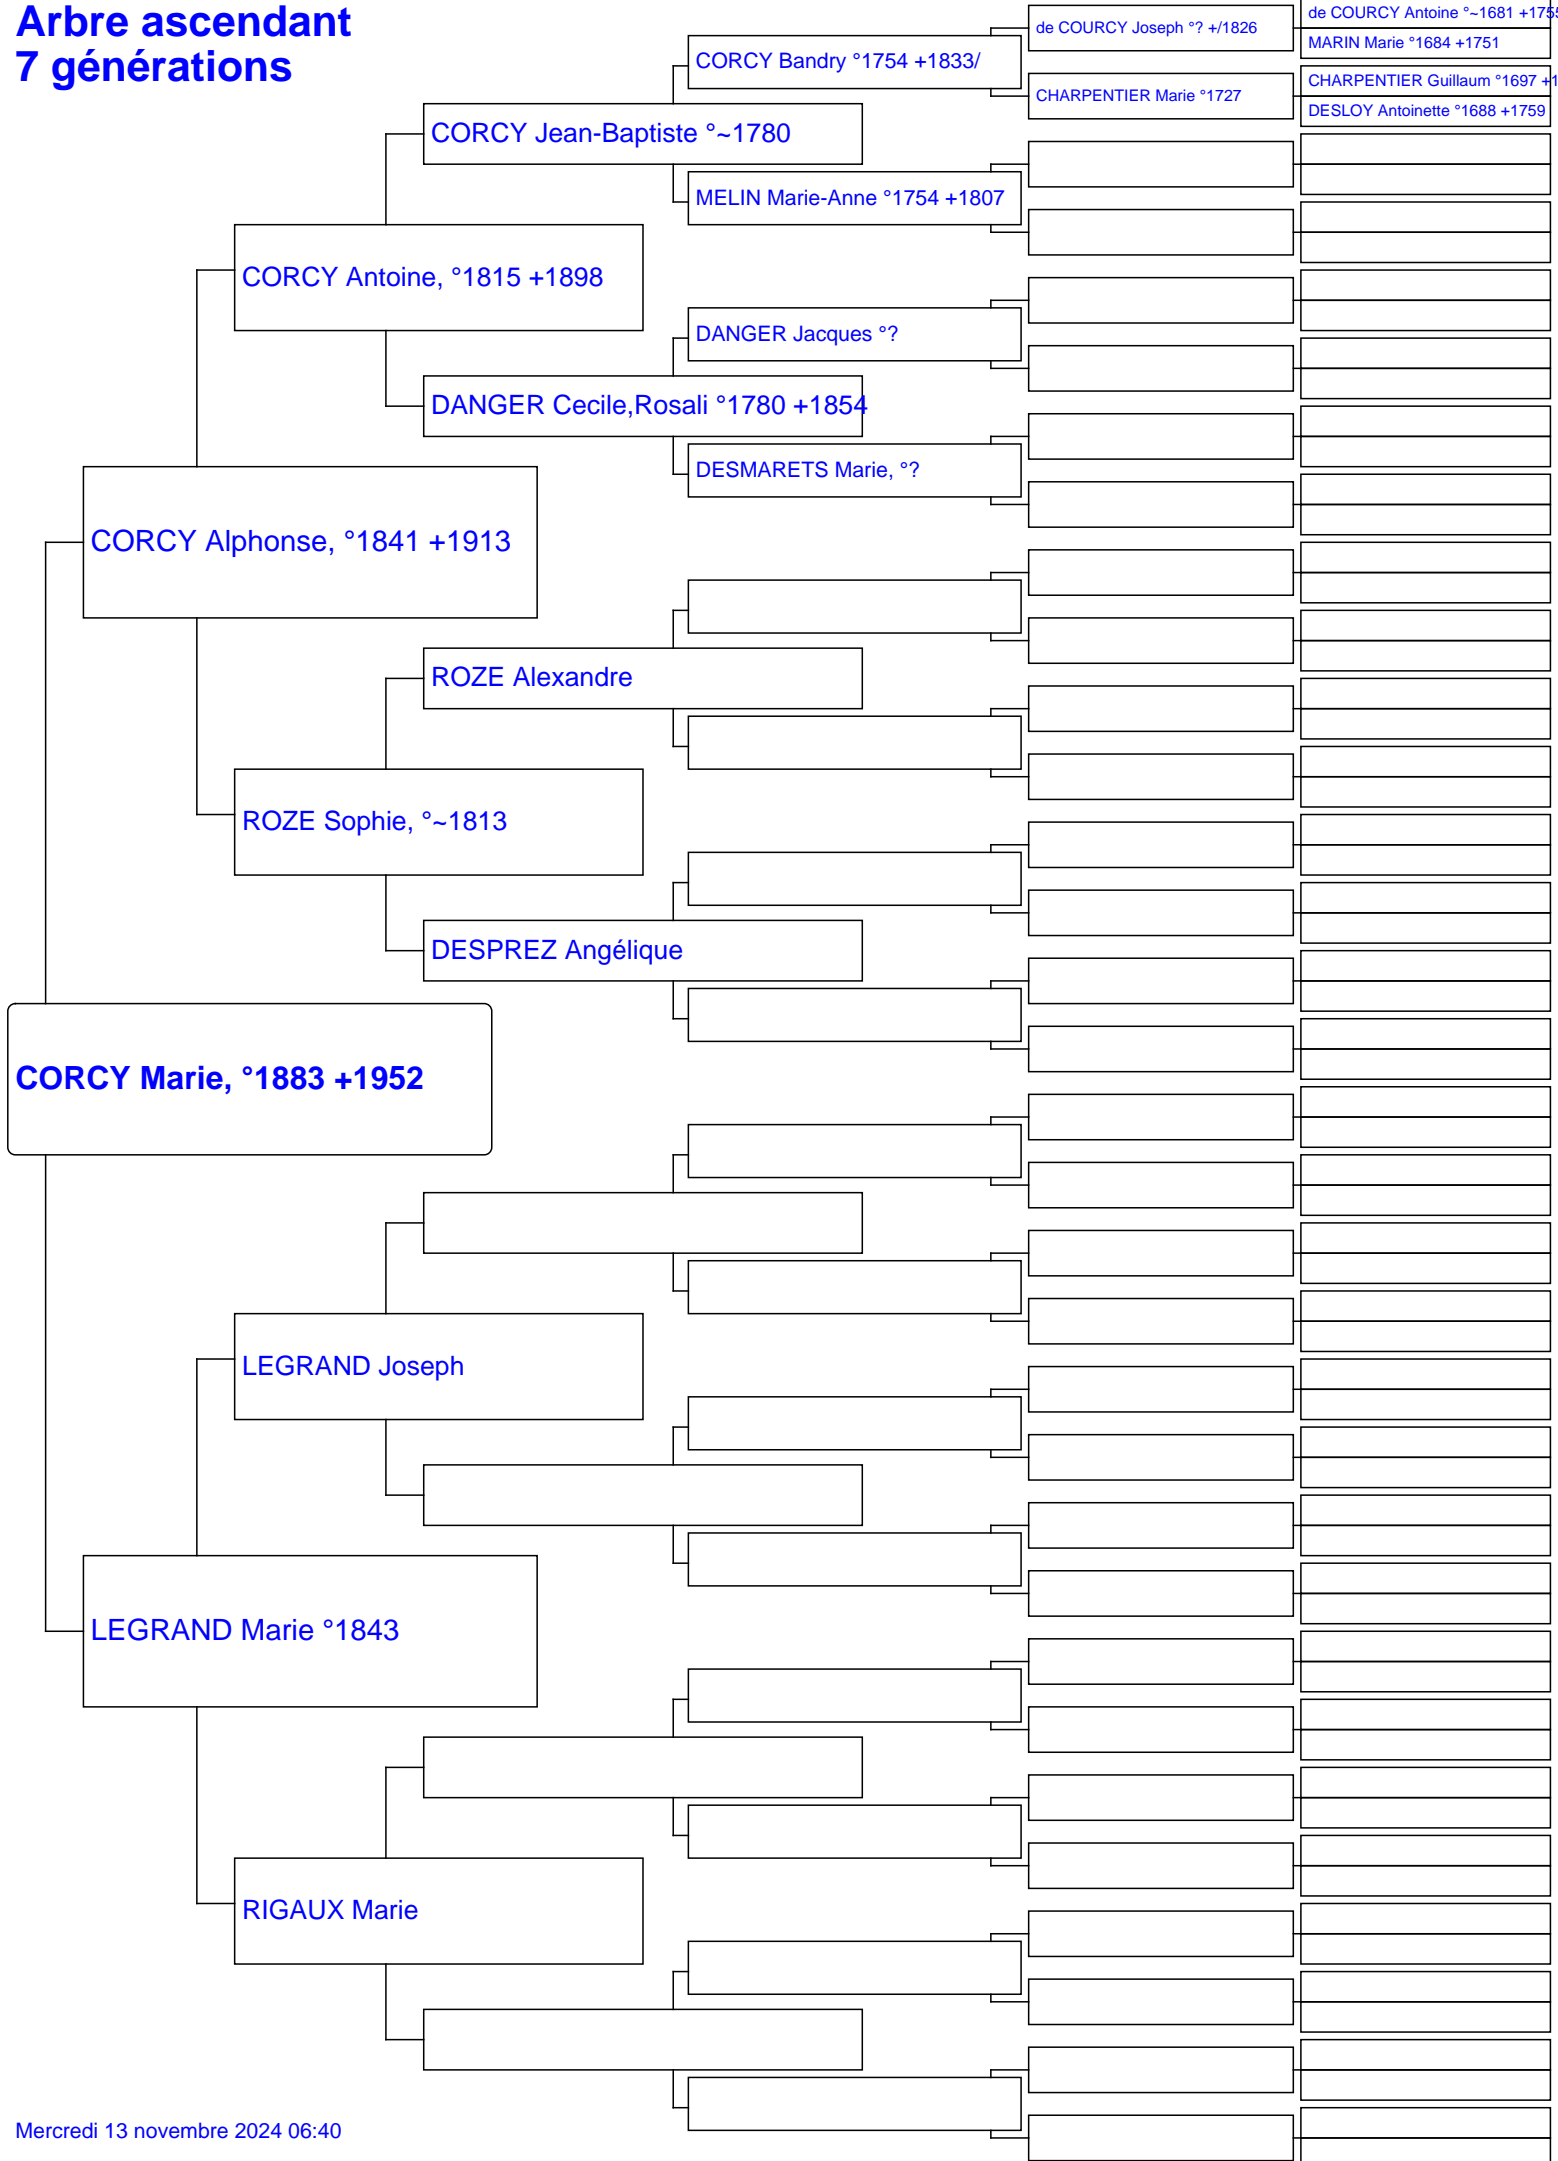 Arbre ascendant
7 générations
de COURCY Antoine °~1681 +1755
de COURCY Joseph °? +/1826
MARIN Marie °1684 +1751
CORCY Bandry °1754 +1833/
CHARPENTIER Guillaum °1697 +1
CHARPENTIER Marie °1727
DESLOY Antoinette °1688 +1759
CORCY Jean-Baptiste °~1780
MELIN Marie-Anne °1754 +1807
CORCY Antoine, °1815 +1898
DANGER Jacques °?
DANGER Cecile,Rosali °1780 +1854
DESMARETS Marie, °?
CORCY Alphonse, °1841 +1913
ROZE Alexandre
ROZE Sophie, °~1813
DESPREZ Angélique
CORCY Marie, °1883 +1952
LEGRAND Joseph
LEGRAND Marie °1843
RIGAUX Marie
Mercredi 13 novembre 2024 06:40